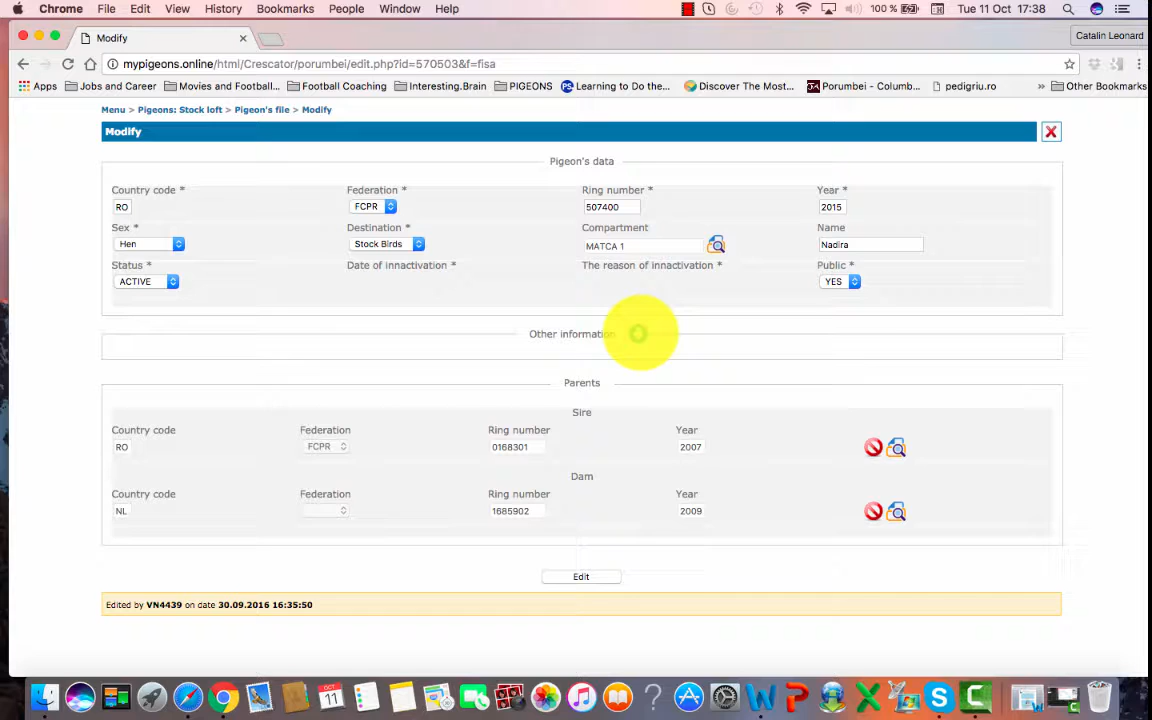 Chrome File Edit View History Bookmarks People Window Help 100 % Tue 11 Oct 17:38
Modify Catalin Leonard
mypigeons.online/html/Crescator/porumbei/edit.php?id=570503&f=fisa
Apps Jobs and Career Movies and Football... Football Coaching Interesting.Brain PIGEONS Learning to Do the... Discover The Most... Porumbei - Columb... pedigriu.ro » Other Bookmarks
Menu > Pigeons: Stock loft > Pigeon's file > Modify
Modify
Pigeon's data
Country code * Federation * Ring number * Year *
RO FCPR 507400 2015
Sex * Destination * Compartment Name
Hen Stock Birds MATCA 1 Nadira
Status * Date of innactivation * The reason of innactivation * Public *
ACTIVE YES
Other information
Parents
Sire
Country code Federation Ring number Year
RO FCPR 0168301 2007
Dam
Country code Federation Ring number Year
NL 1685902 2009
Edit
Edited by VN4439 on date 30.09.2016 16:35:50